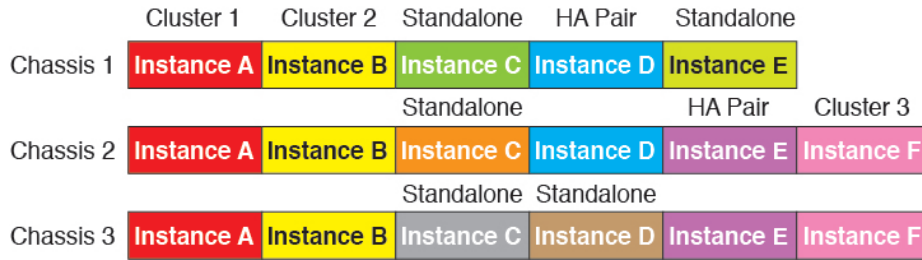 Cluster 1 Cluster 2 Standalone HA Pair Standalone
Chassis 1 Instance A Instance B Instance C Instance D Instance E
Standalone HA Pair Cluster 3
Chassis 2 Instance A Instance B Instance C Instance D Instance E Instance F
Standalone Standalone
Chassis 3 Instance A Instance B Instance C Instance D Instance E Instance F